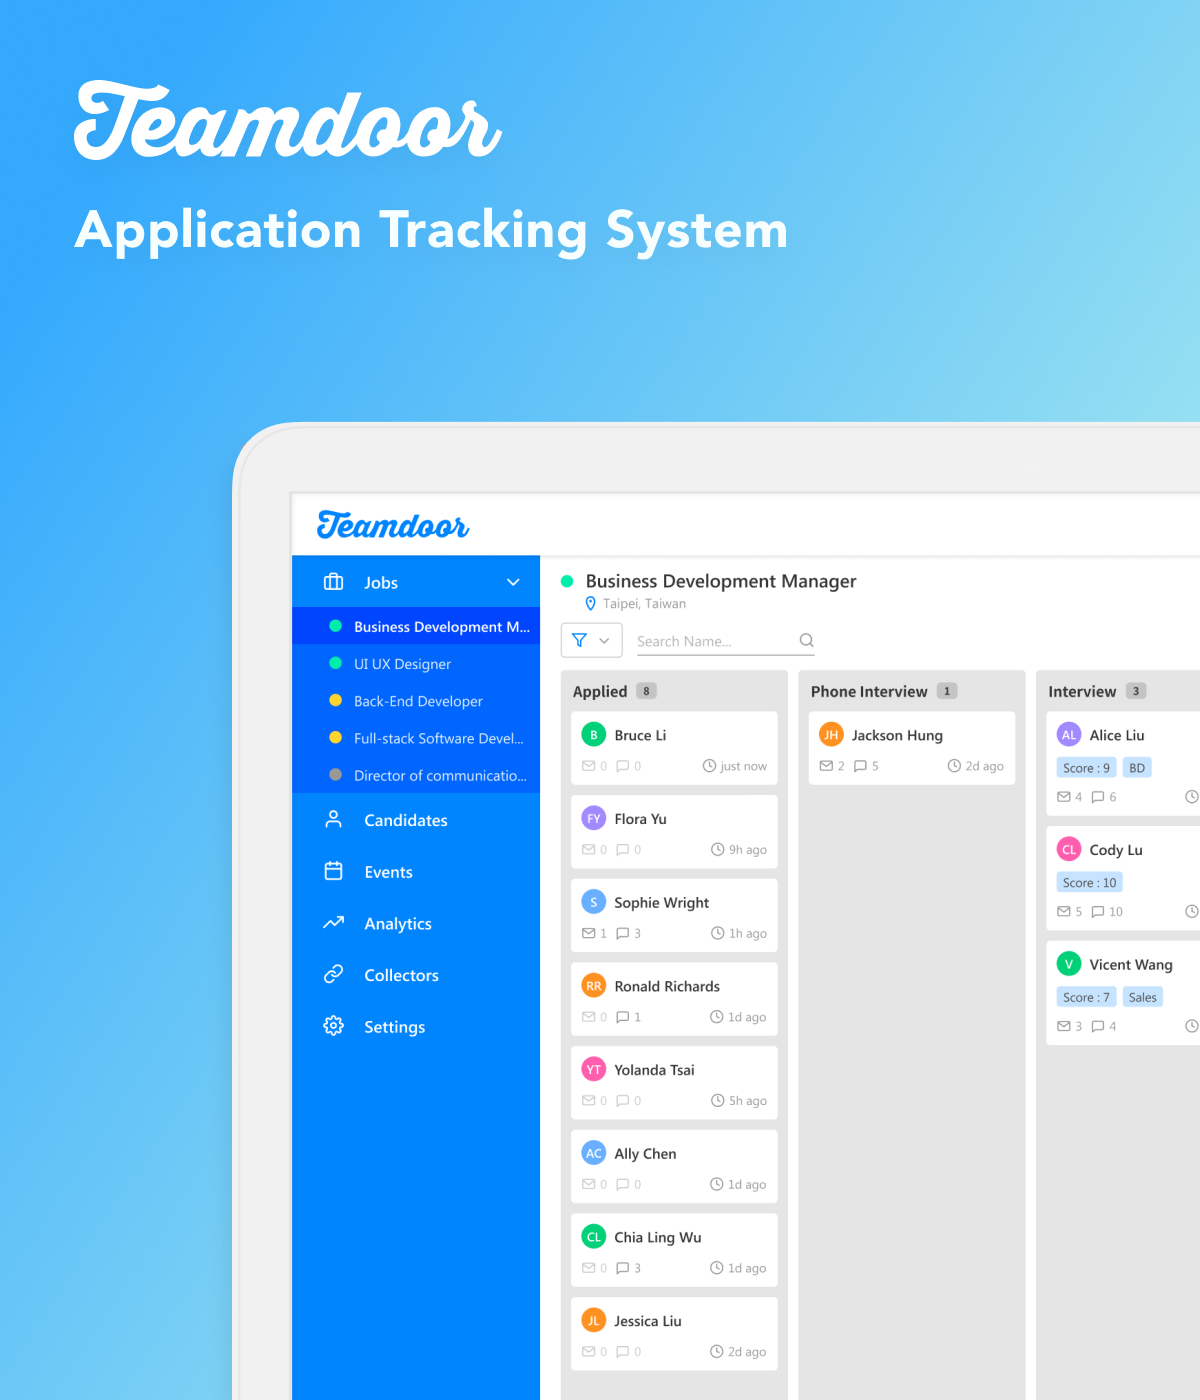 Teamdoor
Application Tracking System
Teamdoor
Jobs
Business Development M...
UI UX Designer
Back-End Developer
Full-stack Software Devel...
Director of communicatio...
Candidates
Events
Analytics
Collectors
Settings
Business Development Manager
Taipei, Taiwan
Search Name...
Applied 8
B Bruce Li
0 0 just now
FY Flora Yu
0 0 9h ago
S Sophie Wright
1 3 1h ago
RR Ronald Richards
0 1 1d ago
YT Yolanda Tsai
0 0 5h ago
AC Ally Chen
0 0 1d ago
CL Chia Ling Wu
0 3 1d ago
JL Jessica Liu
0 0 2d ago
Phone Interview 1
JH Jackson Hung
2 5 2d ago
Interview 3
AL Alice Liu
Score : 9 BD
4 6
CL Cody Lu
Score : 10
5 10
V Vicent Wang
Score : 7 Sales
3 4